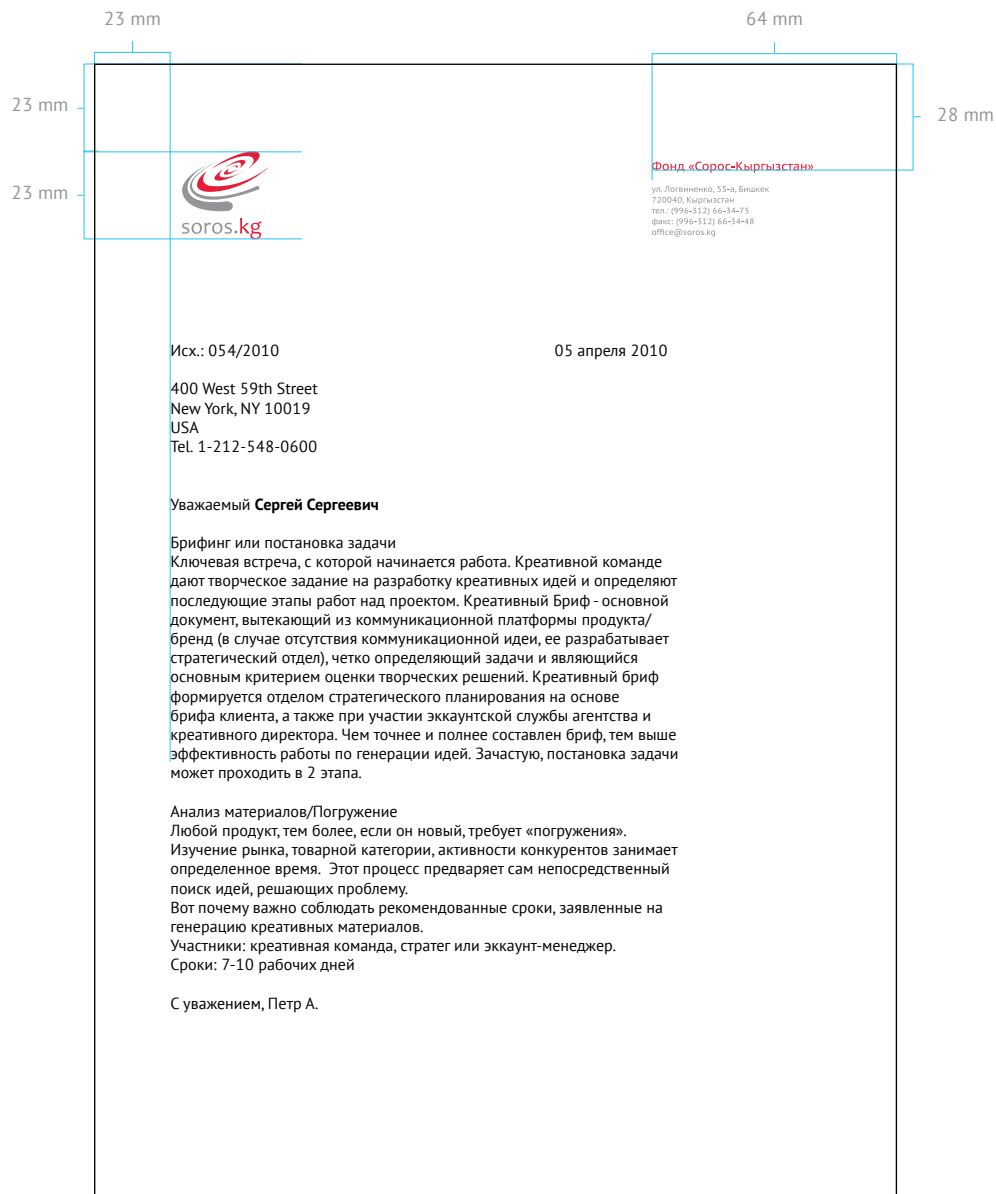 23 mm
64 mm
23 mm
28 mm
23 mm
soros.kg
Фонд «Сорос-Кыргызстан»
ул. Логвиненко, 55-а, Бишкек
720040, Кыргызстан
тел.: (996-312) 66-34-75
факс: (996-312) 66-34-48
office@soros.kg
Исх.: 054/2010
05 апреля 2010
400 West 59th Street
New York, NY 10019
USA
Tel. 1-212-548-0600
Уважаемый Сергей Сергеевич
Брифинг или постановка задачи
Ключевая встреча, с которой начинается работа. Креативной команде
дают творческое задание на разработку креативных идей и определяют
последующие этапы работ над проектом. Креативный Бриф - основной
документ, вытекающий из коммуникационной платформы продукта/
бренд (в случае отсутствия коммуникационной идеи, ее разрабатывает
стратегический отдел), четко определяющий задачи и являющийся
основным критерием оценки творческих решений. Креативный бриф
формируется отделом стратегического планирования на основе
брифа клиента, а также при участии эккаунтской службы агентства и
креативного директора. Чем точнее и полнее составлен бриф, тем выше
эффективность работы по генерации идей. Зачастую, постановка задачи
может проходить в 2 этапа.
Анализ материалов/Погружение
Любой продукт, тем более, если он новый, требует «погружения».
Изучение рынка, товарной категории, активности конкурентов занимает
определенное время.  Этот процесс предваряет сам непосредственный
поиск идей, решающих проблему.
Вот почему важно соблюдать рекомендованные сроки, заявленные на
генерацию креативных материалов.
Участники: креативная команда, стратег или эккаунт-менеджер.
Сроки: 7-10 рабочих дней
С уважением, Петр А.